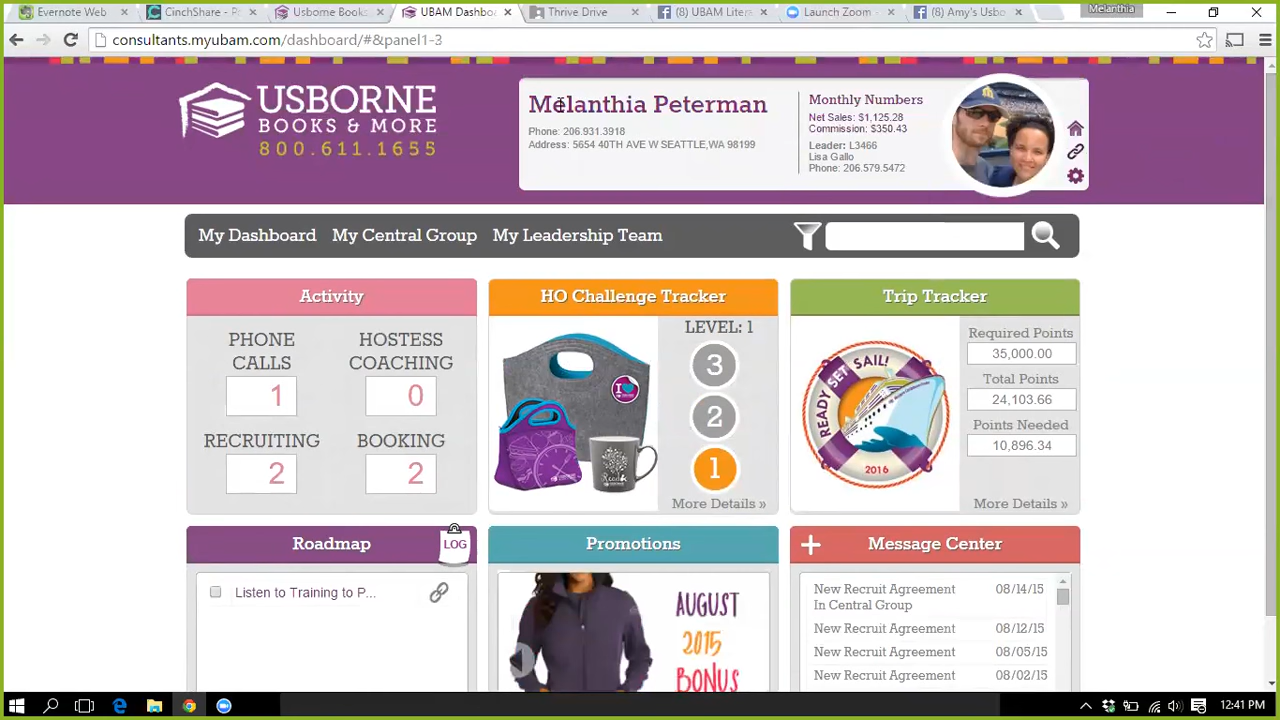 Evernote Web
CinchShare - P
Usborne Books
UBAM Dashbo
Thrive Drive
(8) UBAM Litera
Launch Zoom -
(8) Amy's Usbo
Melanthia
consultants.myubam.com/dashboard/#&panel1-3
USBORNE
BOOKS & MORE
800.611.1655
Melanthia Peterman
Phone: 206.931.3918
Address: 5654 40TH AVE W SEATTLE,WA 98199
Monthly Numbers
Net Sales: $1,125.28
Commission: $350.43
Leader: L3466
Lisa Gallo
Phone: 206.579.5472
My Dashboard
My Central Group
My Leadership Team
Activity
PHONE
CALLS
1
HOSTESS
COACHING
0
RECRUITING
2
BOOKING
2
HO Challenge Tracker
LEVEL: 1
3
2
1
More Details »
Trip Tracker
READY SET SAIL!
2016
Required Points
35,000.00
Total Points
24,103.66
Points Needed
10,896.34
More Details »
Roadmap
LOG
Listen to Training to P...
Promotions
AUGUST
2015
BONUS
Message Center
New Recruit Agreement 08/14/15
In Central Group
New Recruit Agreement 08/12/15
New Recruit Agreement 08/05/15
New Recruit Agreement 08/02/15
12:41 PM